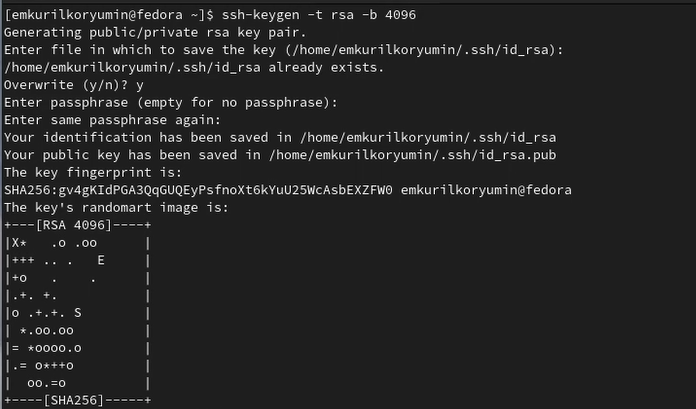 [emkurilkoryumin@fedora ~]$ ssh-keygen -t rsa -b 4096
Generating public/private rsa key pair.
Enter file in which to save the key (/home/emkurilkoryumin/.ssh/id_rsa):
/home/emkurilkoryumin/.ssh/id_rsa already exists.
Overwrite (y/n)? y
Enter passphrase (empty for no passphrase):
Enter same passphrase again:
Your identification has been saved in /home/emkurilkoryumin/.ssh/id_rsa
Your public key has been saved in /home/emkurilkoryumin/.ssh/id_rsa.pub
The key fingerprint is:
SHA256:gv4gKIdPGA3QqGUQEyPsfnoXt6kYuU25WcAsbEXZFW0 emkurilkoryumin@fedora
The key's randomart image is:
+---[RSA 4096]----+
|X*   .o .oo      |
|+++ .. .   E     |
|+o   .    .      |
|.+. +.           |
|o .+.+. S        |
| *.oo.oo         |
|= *oooo.o        |
|.= o*++o         |
|  oo.=o          |
+----[SHA256]-----+